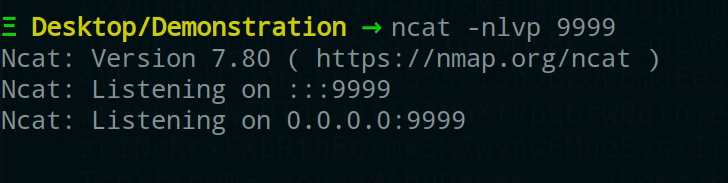 Ξ Desktop/Demonstration → ncat -nlvp 9999
Ncat: Version 7.80 ( https://nmap.org/ncat )
Ncat: Listening on :::9999
Ncat: Listening on 0.0.0.0:9999